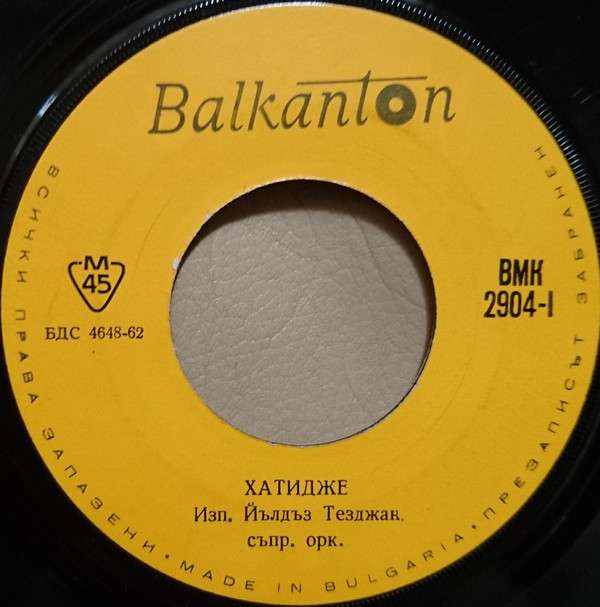 Balkanton
М
45
БДС 4648-62
ВМК
2904-I
ХАТИДЖЕ
Изп. Йълдъз Тезджан,
съпр. орк.
ВСИЧКИ ПРАВА ЗАПАЗЕНИ • MADE IN BULGARIA • ПРЕЗАПИСЪТ ЗАБРАНЕН